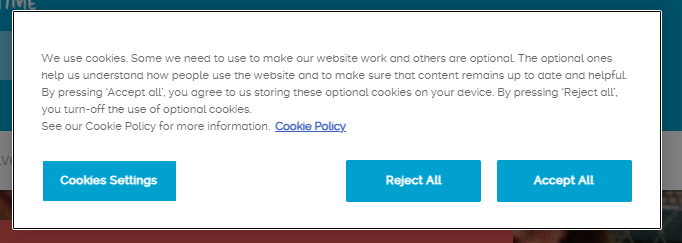 TIME
We use cookies. Some we need to use to make our website work and others are optional. The optional ones
help us understand how people use the website and to make sure that content remains up to date and helpful.
By pressing 'Accept all', you agree to us storing these optional cookies on your device. By pressing 'Reject all',
you turn-off the use of optional cookies.
See our Cookie Policy for more information. Cookie Policy
Cookies Settings Reject All Accept All